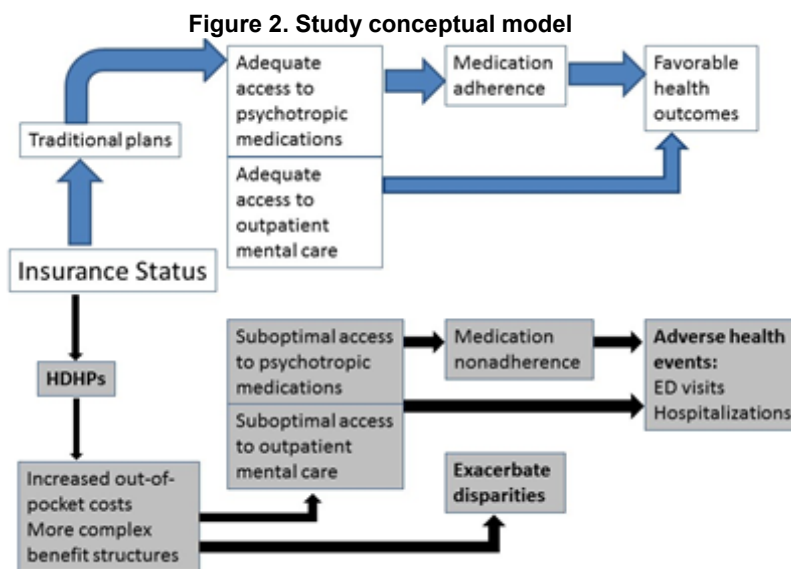 Figure 2. Study conceptual model
Adequate
access to
psychotropic
medications
Medication
adherence
Favorable
health
outcomes
Traditional plans
Adequate
access to
outpatient
mental care
Insurance Status
HDHPs
Suboptimal access
to psychotropic
medications
Medication
nonadherence
Adverse health
events:
ED visits
Hospitalizations
Suboptimal access
to outpatient
mental care
Increased out-of-
pocket costs
More complex
benefit structures
Exacerbate
disparities